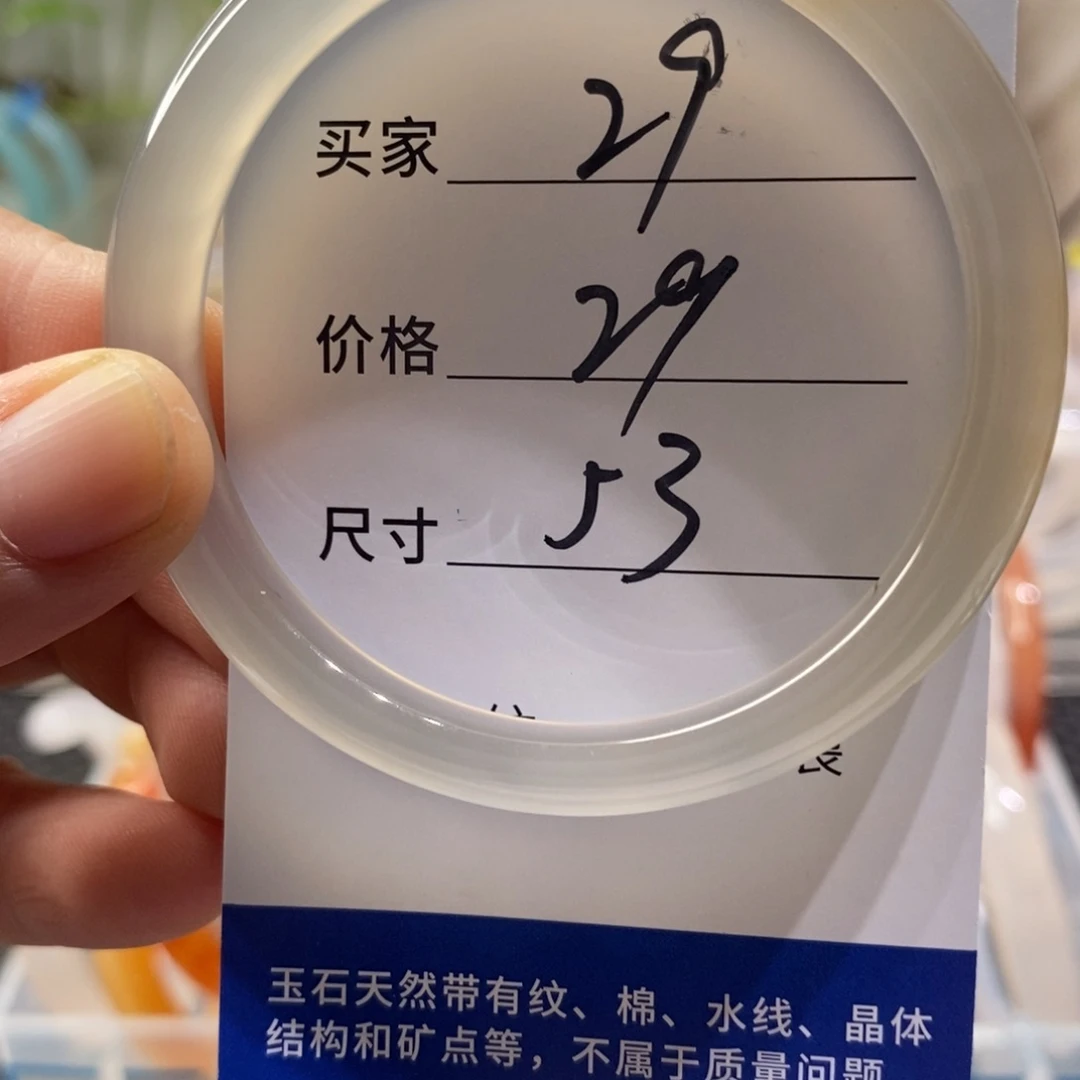 买家 29
价格 29
尺寸 53
玉石天然带有纹、棉、水线、晶体
结构和矿点等，不属于质量问题